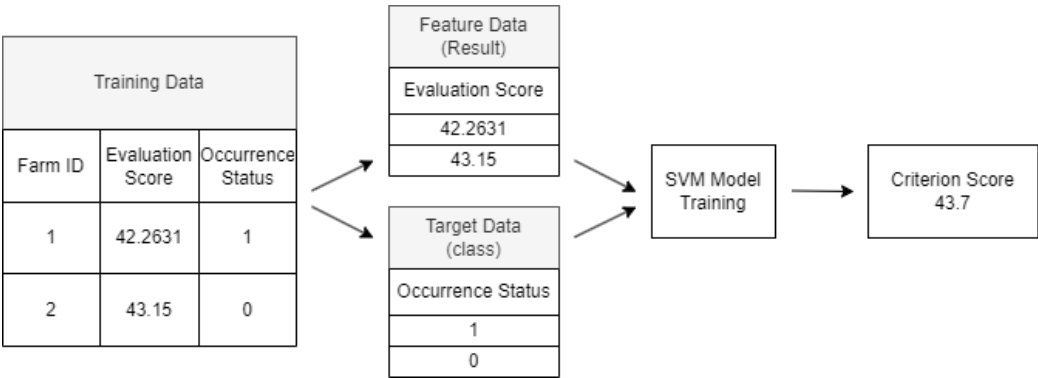 Training Data
Farm ID
Evaluation
Score
Occurrence
Status
1
42.2631
1
2
43.15
0
Feature Data
(Result)
Evaluation Score
42.2631
43.15
Target Data
(class)
Occurrence Status
1
0
SVM Model
Training
Criterion Score
43.7